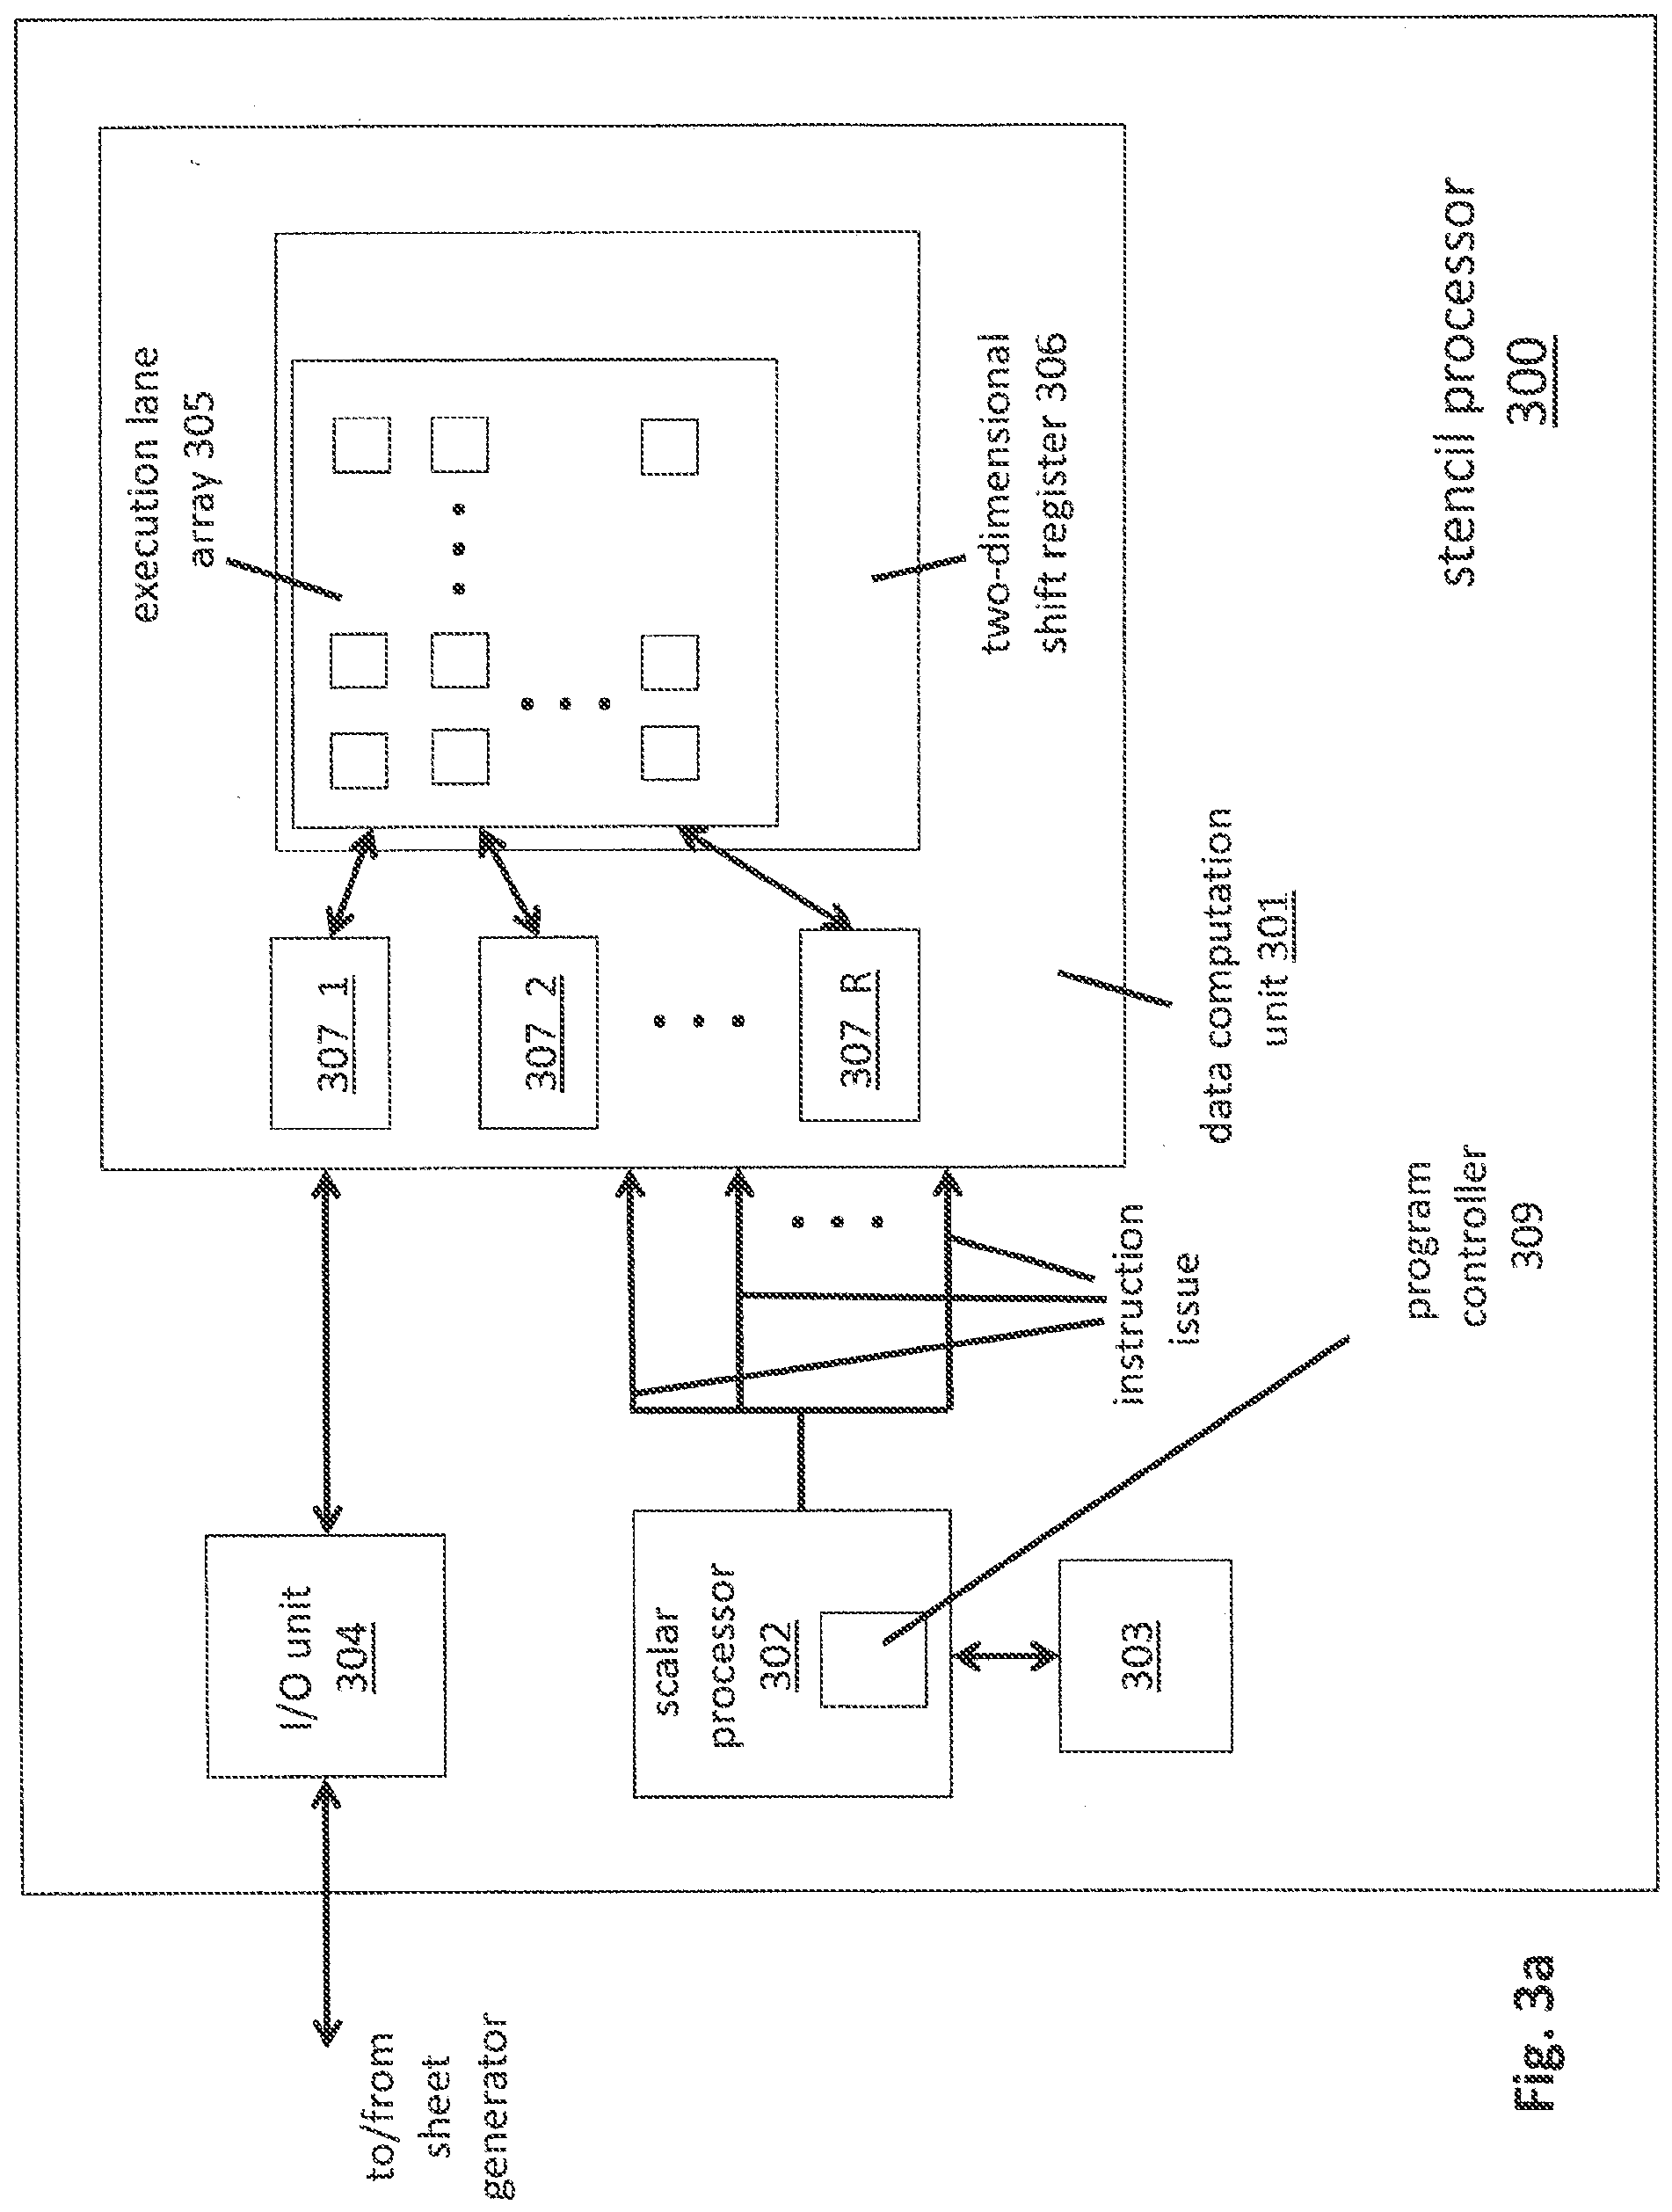 execution lane
array 305
307_1
307_2
307_R
two-dimensional
shift register 306
data computation
unit 301
stencil processor
300
I/O unit
304
to/from
sheet
generator
scalar
processor
302
303
instruction
issue
program
controller
309
Fig. 3a